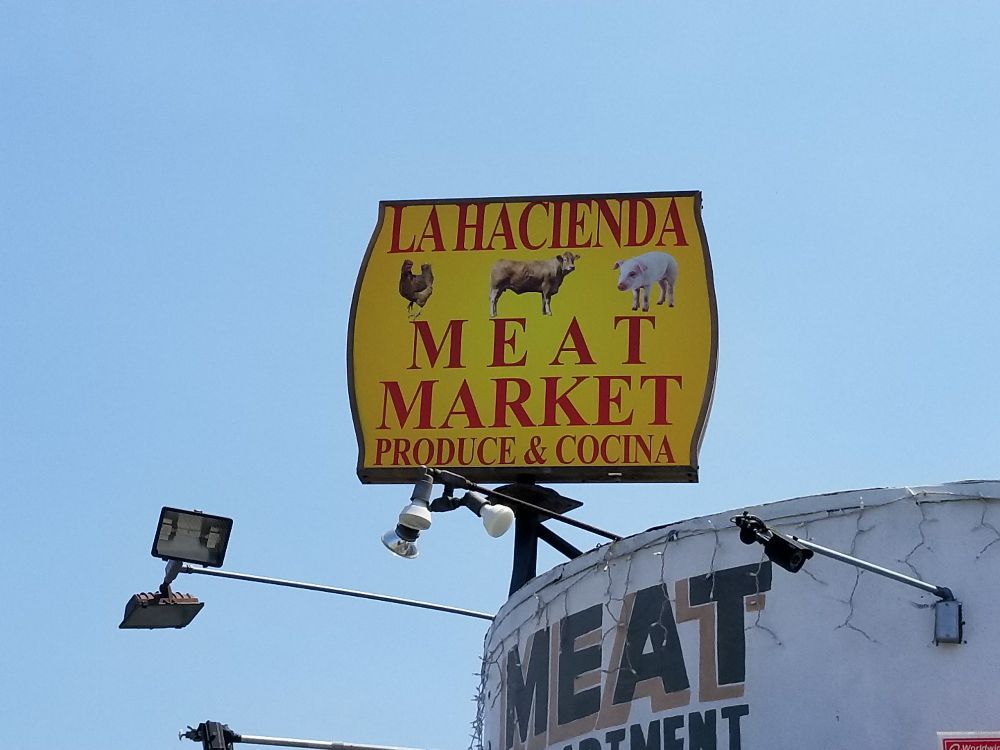 LA HACIENDA
MEAT
MARKET
PRODUCE & COCINA
MEAT